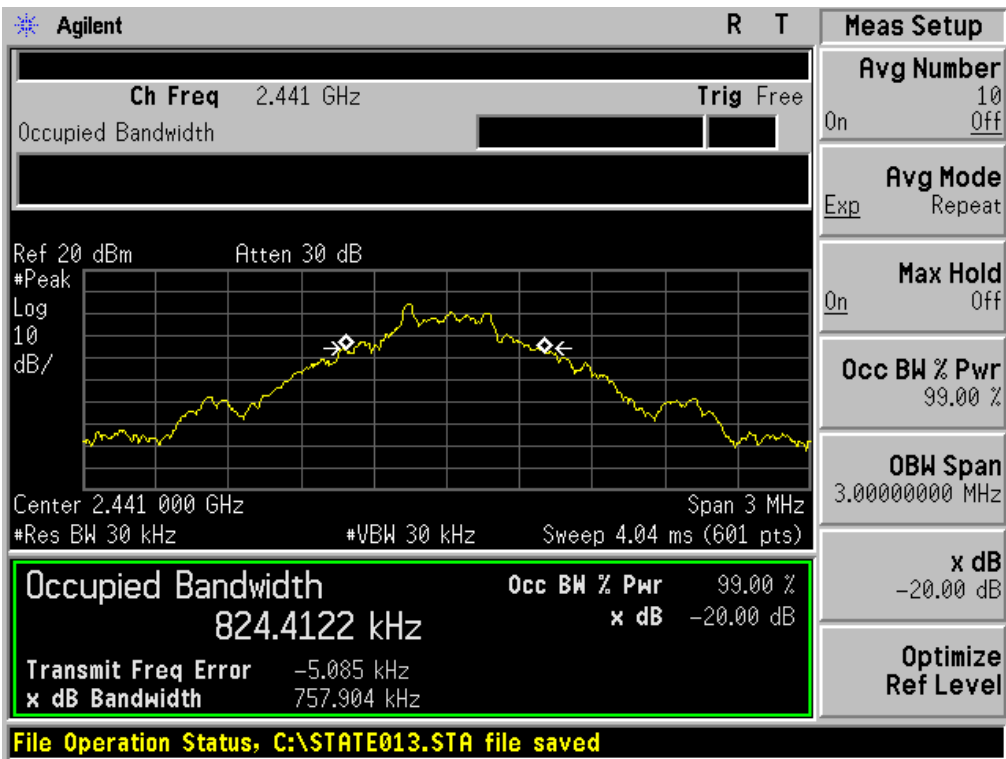 Agilent R T
Meas Setup
Ch Freq 2.441 GHz Trig Free
Occupied Bandwidth
Ref 20 dBm Atten 30 dB
#Peak
Log
10
dB/
Center 2.441 000 GHz Span 3 MHz
#Res BW 30 kHz #VBW 30 kHz Sweep 4.04 ms (601 pts)
Occupied Bandwidth
824.4122 kHz
Occ BW % Pwr 99.00 %
x dB -20.00 dB
Transmit Freq Error -5.085 kHz
x dB Bandwidth 757.904 kHz
File Operation Status, C:\STATE013.STA file saved
Avg Number
10
On Off
Avg Mode
Exp Repeat
Max Hold
On Off
Occ BW % Pwr
99.00 %
OBW Span
3.00000000 MHz
x dB
-20.00 dB
Optimize
Ref Level